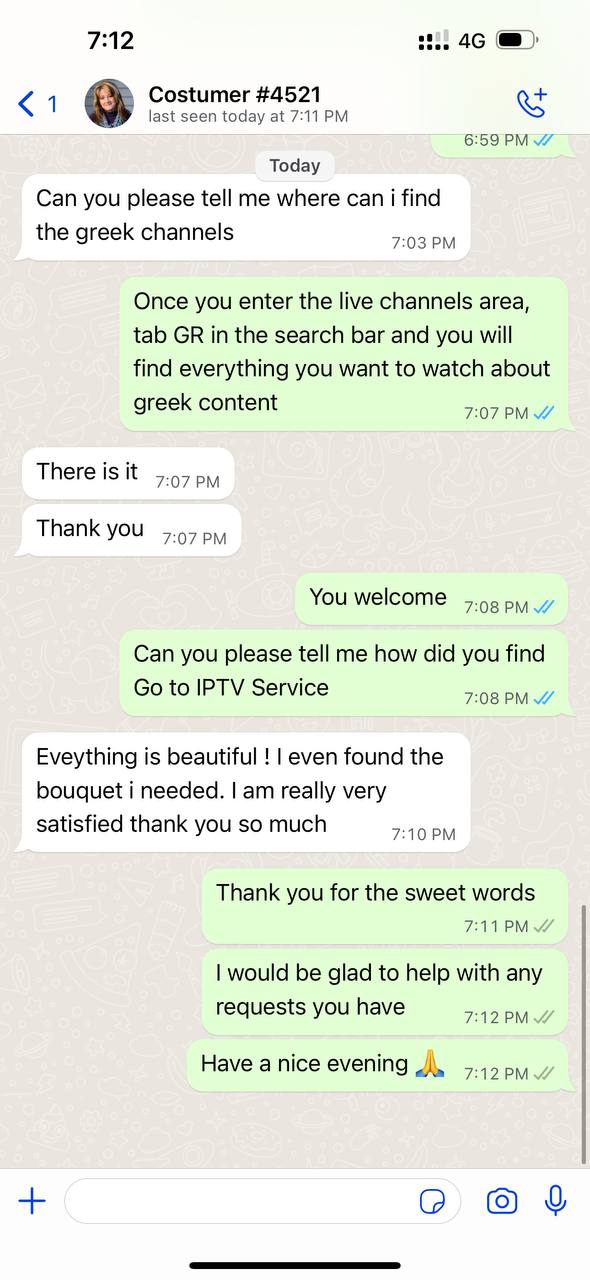 7:12
4G
1
Costumer #4521
last seen today at 7:11 PM
6:59 PM
Today
Can you please tell me where can i find
the greek channels
7:03 PM
Once you enter the live channels area,
tab GR in the search bar and you will
find everything you want to watch about
greek content
7:07 PM
There is it
7:07 PM
Thank you
7:07 PM
You welcome
7:08 PM
Can you please tell me how did you find
Go to IPTV Service
7:08 PM
Eveything is beautiful ! I even found the
bouquet i needed. I am really very
satisfied thank you so much
7:10 PM
Thank you for the sweet words
7:11 PM
I would be glad to help with any
requests you have
7:12 PM
Have a nice evening 🙏
7:12 PM